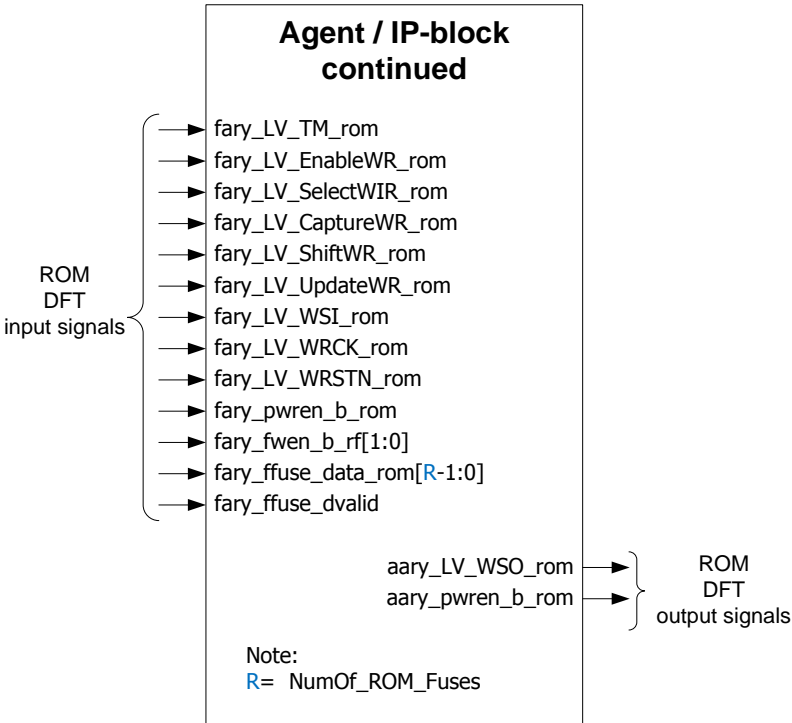 Agent / IP-block
continued
fary_LV_TM_rom
fary_LV_EnableWR_rom
fary_LV_SelectWIR_rom
fary_LV_CaptureWR_rom
fary_LV_ShiftWR_rom
fary_LV_UpdateWR_rom
fary_LV_WSI_rom
fary_LV_WRCK_rom
fary_LV_WRSTN_rom
fary_pwren_b_rom
fary_fwen_b_rf[1:0]
fary_ffuse_data_rom[R-1:0]
fary_ffuse_dvalid
ROM
DFT
input signals
aary_LV_WSO_rom
aary_pwren_b_rom
ROM
DFT
output signals
Note:
R= NumOf_ROM_Fuses